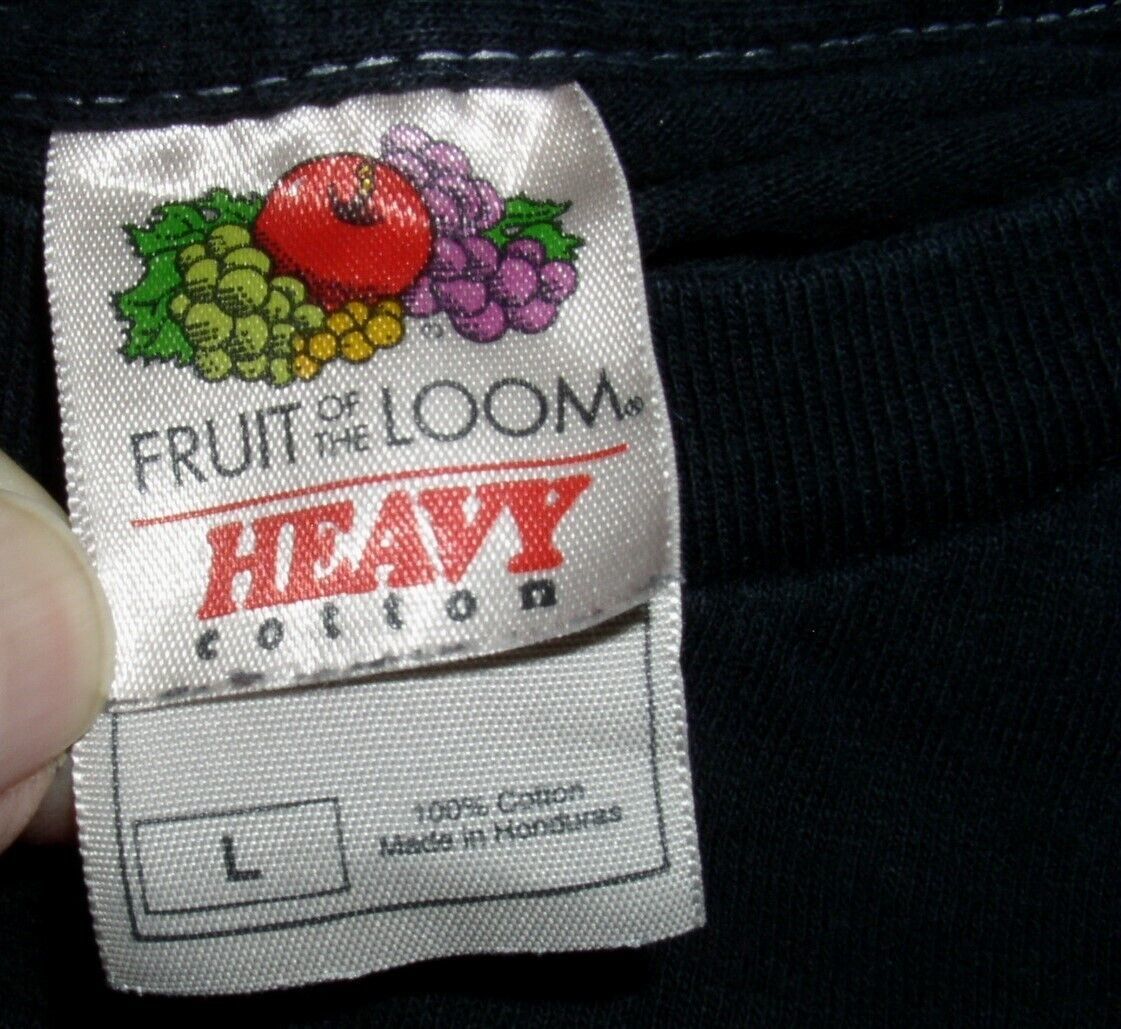 FRUIT OF THE LOOM®
HEAVY
cotton
L
100% Cotton
Made in Honduras